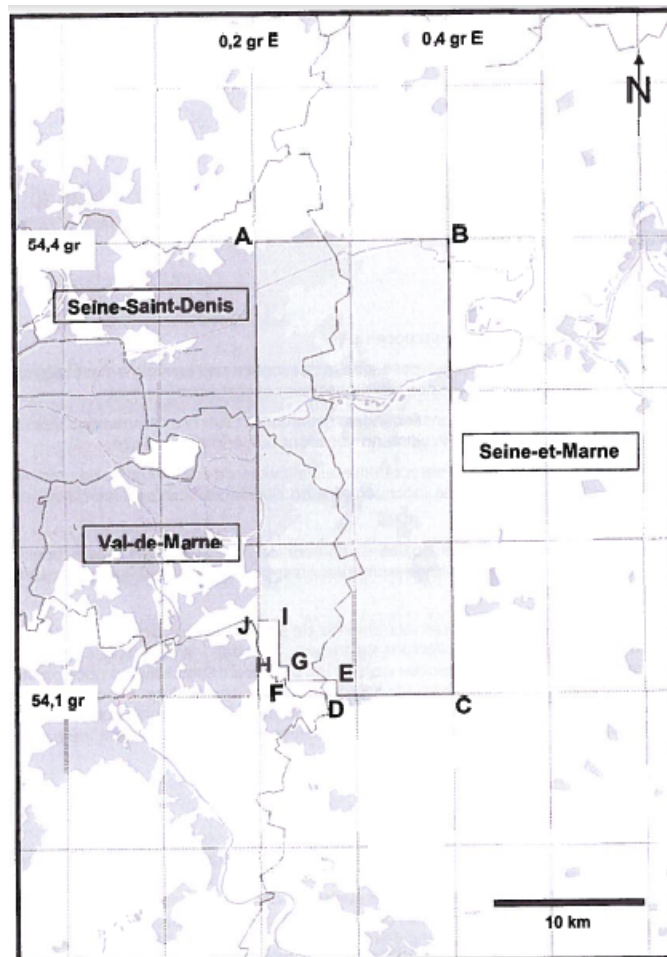 0,2 gr E
0,4 gr E
N
54,4 gr
A
B
Seine-Saint-Denis
Seine-et-Marne
Val-de-Marne
J
I
H
G
E
F
54,1 gr
D
C
10 km